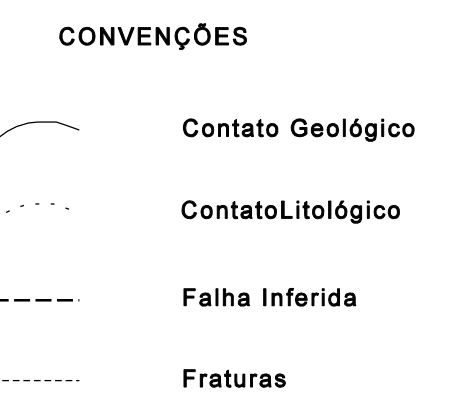 CONVENÇÕES
Contato Geológico
ContatoLitológico
Falha Inferida
Fraturas